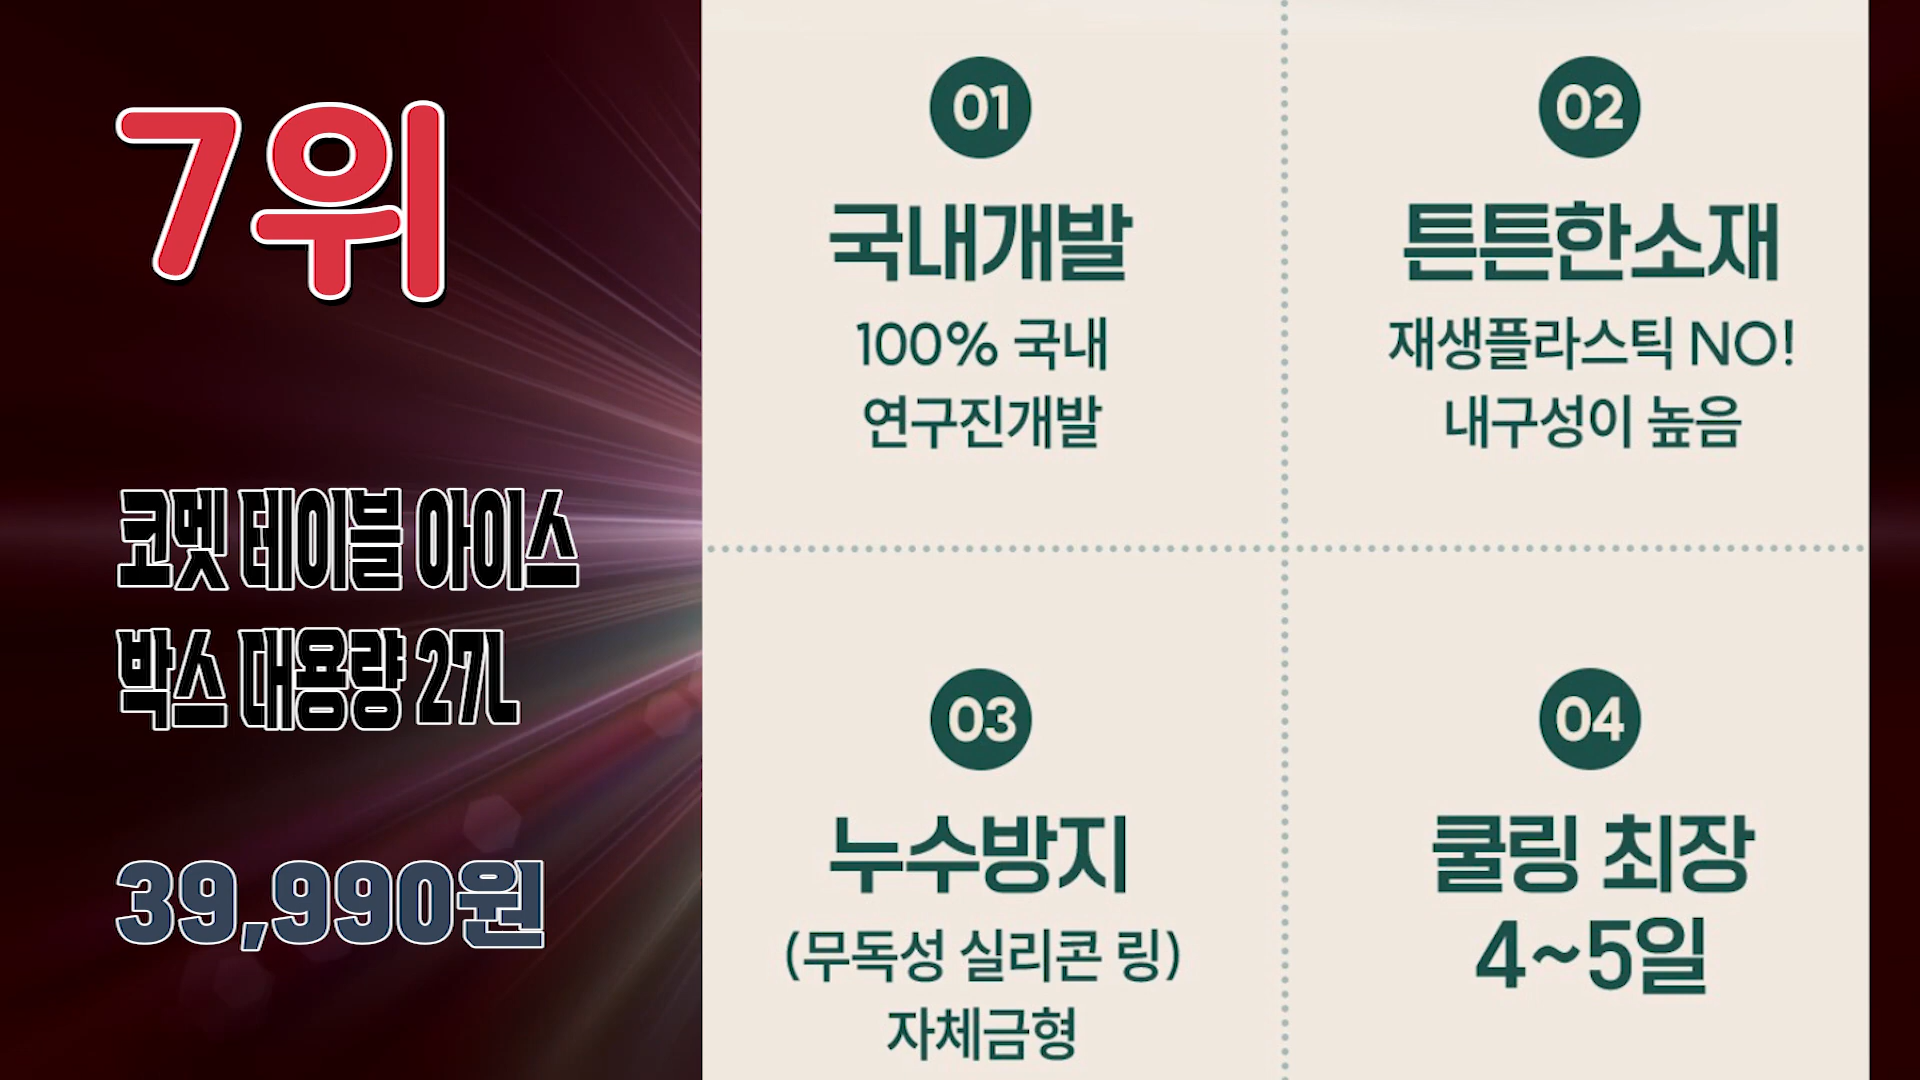 7위
코멧 테이블 아이스
박스 대용량 27L
39,990원
01
국내개발
100% 국내
연구진개발
02
튼튼한소재
재생플라스틱 NO!
내구성이 높음
03
누수방지
(무독성 실리콘 링)
자체금형
04
쿨링 최장
4~5일